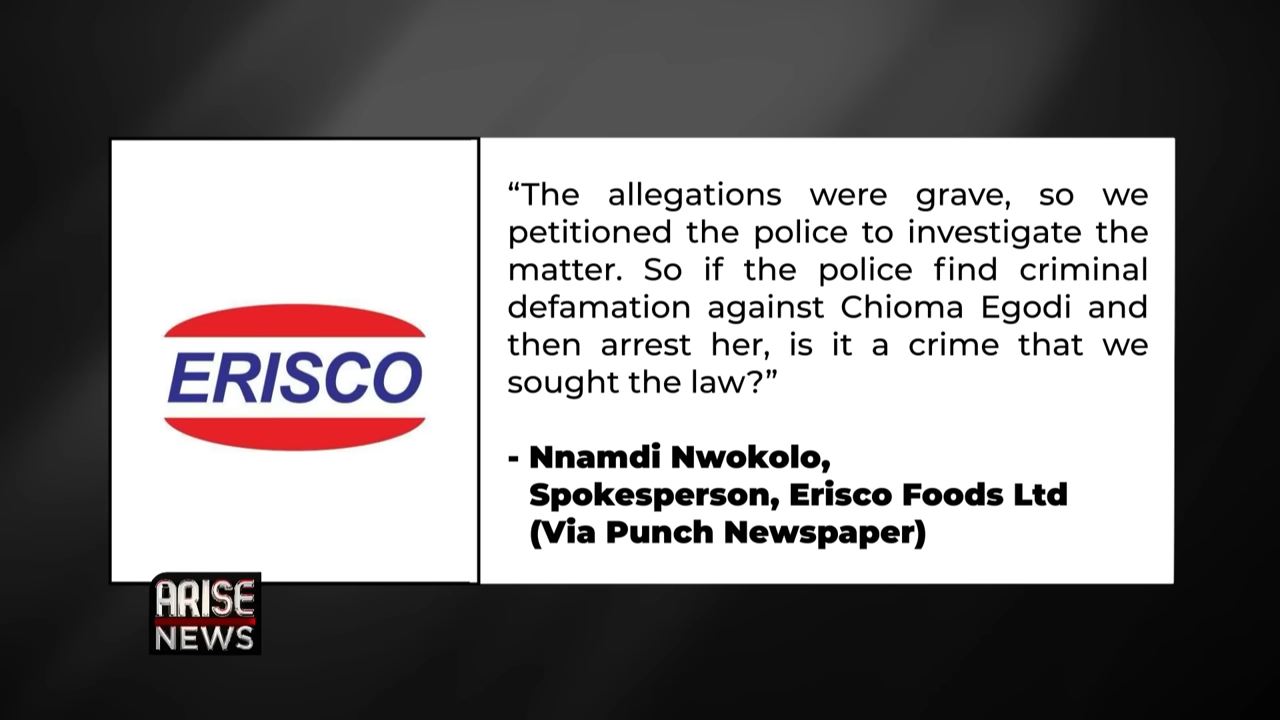 “The allegations were grave, so we
petitioned the police to investigate the
matter. So if the police find criminal
defamation against Chioma Egodi and
then arrest her, is it a crime that we
sought the law?”
- Nnamdi Nwokolo,
Spokesperson, Erisco Foods Ltd
(Via Punch Newspaper)
ERISCO
ARISE
NEWS